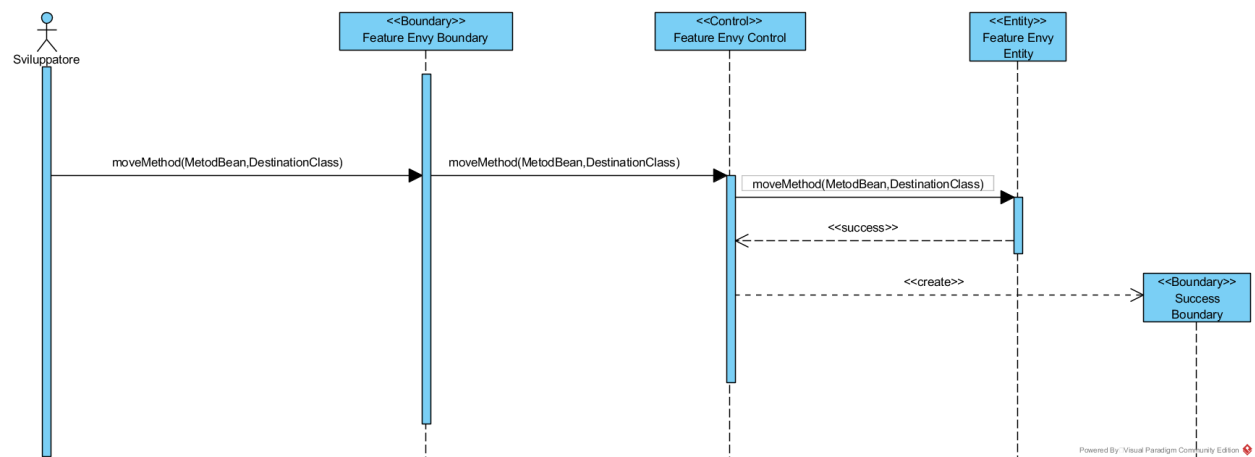 <<Boundary>>
Feature Envy Boundary
<<Control>>
Feature Envy Control
<<Entity>>
Feature Envy
Entity
Sviluppatore
moveMethod(MetodBean,DestinationClass)
moveMethod(MetodBean,DestinationClass)
moveMethod(MetodBean,DestinationClass)
<<success>>
<<create>>
<<Boundary>>
Success
Boundary
Powered By Visual Paradigm Community Edition